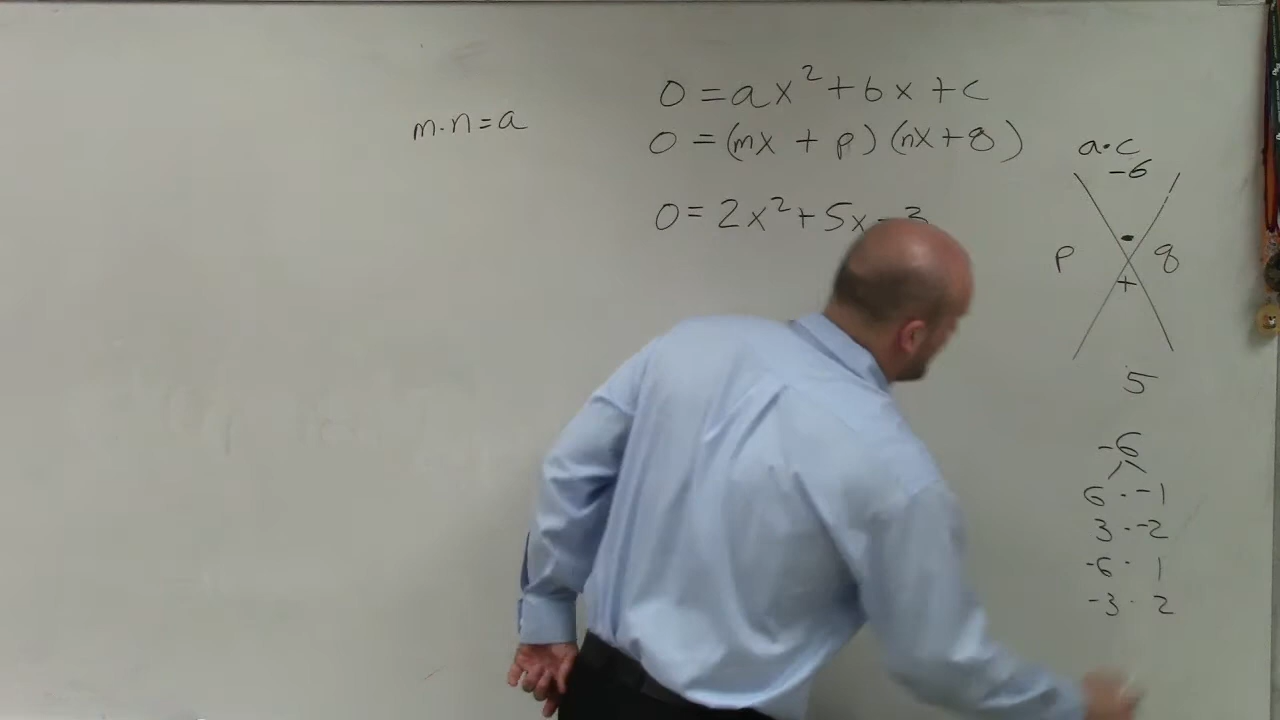 0 = ax² + bx + c
m·n = a
0 = (mx + p)(nx + q)
a·c
-6
0 = 2x² + 5x - 3
·
p q
+
5
-6
6 · -1
3 · -2
-6 · 1
-3 · 2